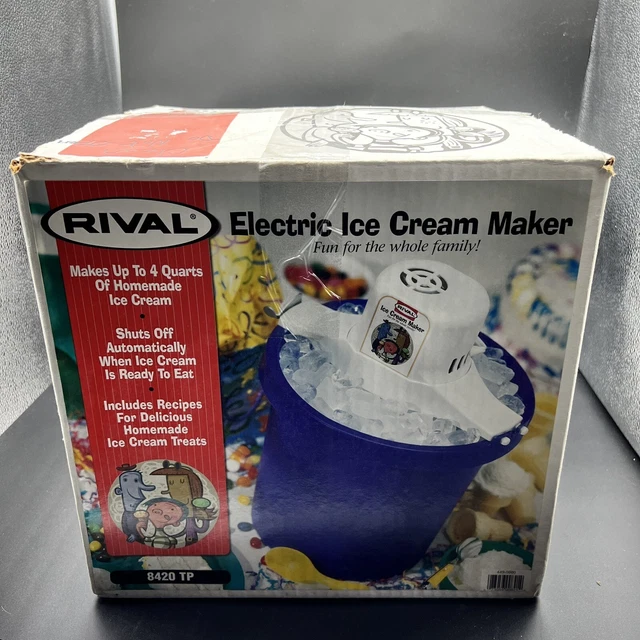 RIVAL®
Electric Ice Cream Maker
Fun for the whole family!
Makes Up To 4 Quarts
Of Homemade
Ice Cream
•
Shuts Off
Automatically
When Ice Cream
Is Ready To Eat
•
Includes Recipes
For Delicious
Homemade
Ice Cream Treats
8420 TP
RIVAL
Ice Cream Maker